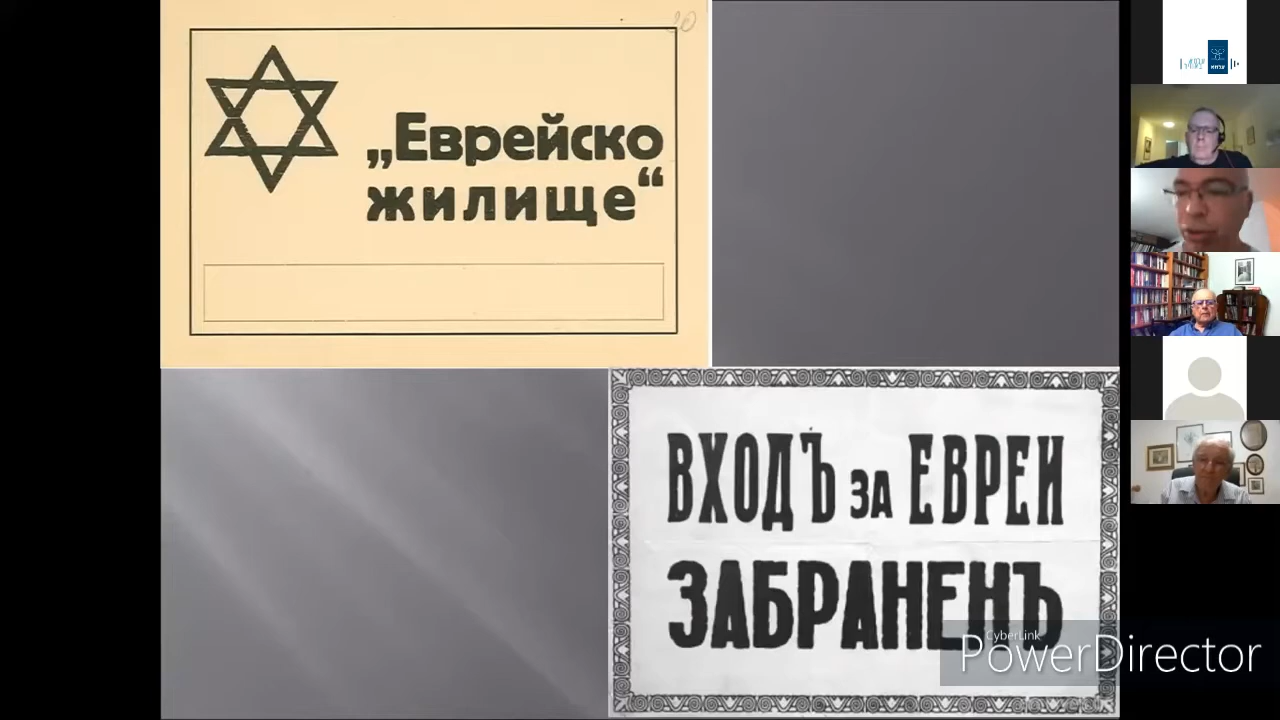 „Еврейско
жилище“
ВХОДЪ ЗА ЕВРЕИ
ЗАБРАНЕНЪ
CyberLink
PowerDirector